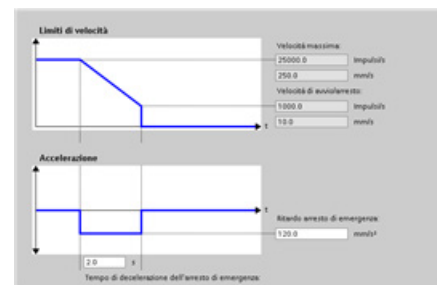 Limiti di velocità
Velocità massima:
25000.0 Impulsi/s
250.0 mm/s
Velocità di avvio/arresto:
1000.0 Impulsi/s
10.0 mm/s
t
Accelerazione
t
Ritardo arresto di emergenza:
120.0 mm/s²
2.0 s
Tempo di decelerazione dell'arresto di emergenza: